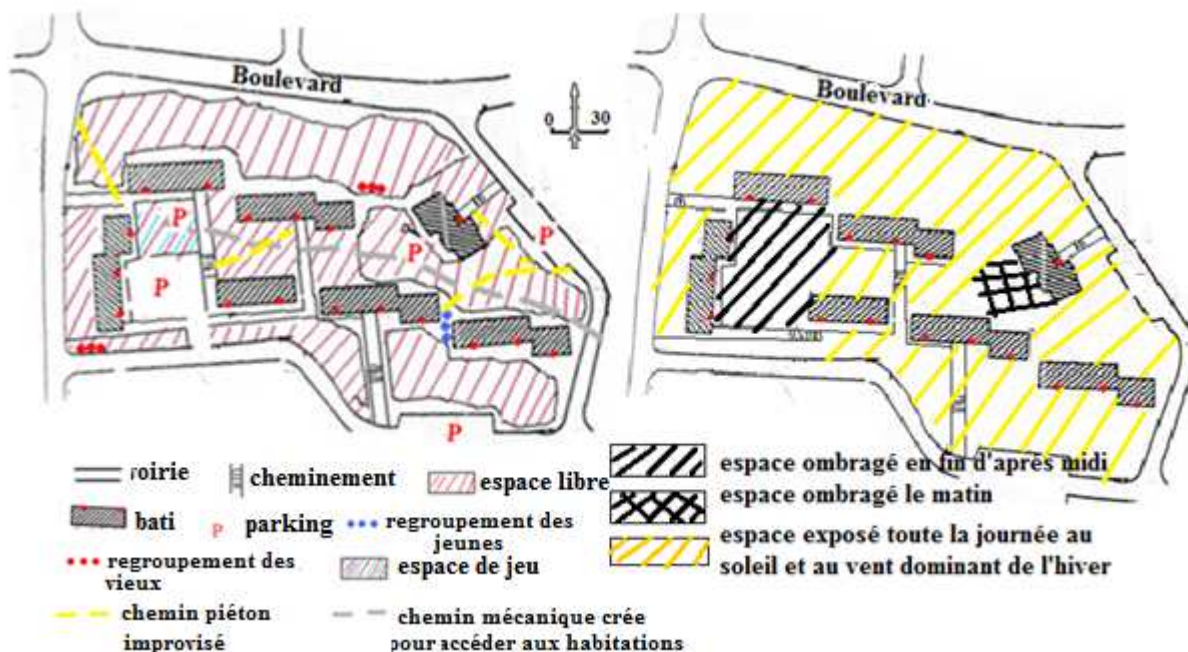 Boulevard
0 30
P
P
P
P
P
voirie
cheminement
espace libre
bati
P parking
regroupement des
jeunes
regroupement des
vieux
espace de jeu
chemin piéton
improvisé
chemin mécanique crée
pour accéder aux habitations
Boulevard
espace ombragé en fin d'après midi
espace ombragé le matin
espace exposé toute la journée au
soleil et au vent dominant de l'hiver